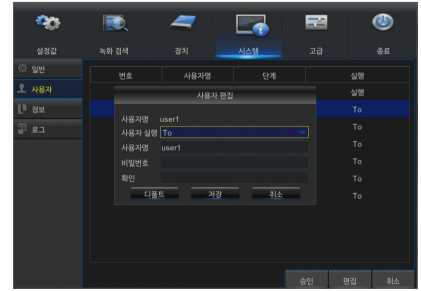 설정값 녹화 검색 장치 시스템 고급 종료
일반
사용자
정보
로그
번호 사용자명 단계 실행
실행
To
To
To
To
To
To
사용자 편집
사용자명 user1
사용자 실행 To
사용자명 user1
비밀번호
확인
디폴트 저장 취소
승인 편집 취소